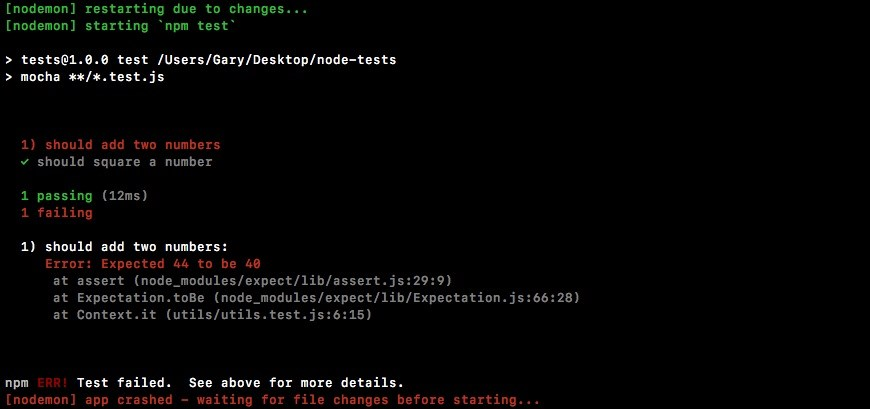 [nodemon] restarting due to changes...
[nodemon] starting `npm test`
> tests@1.0.0 test /Users/Gary/Desktop/node-tests
> mocha **/*.test.js
1) should add two numbers
✓ should square a number
1 passing (12ms)
1 failing
1) should add two numbers:
Error: Expected 44 to be 40
at assert (node_modules/expect/lib/assert.js:29:9)
at Expectation.toBe (node_modules/expect/lib/Expectation.js:66:28)
at Context.it (utils/utils.test.js:6:15)
npm ERR! Test failed.  See above for more details.
[nodemon] app crashed - waiting for file changes before starting...